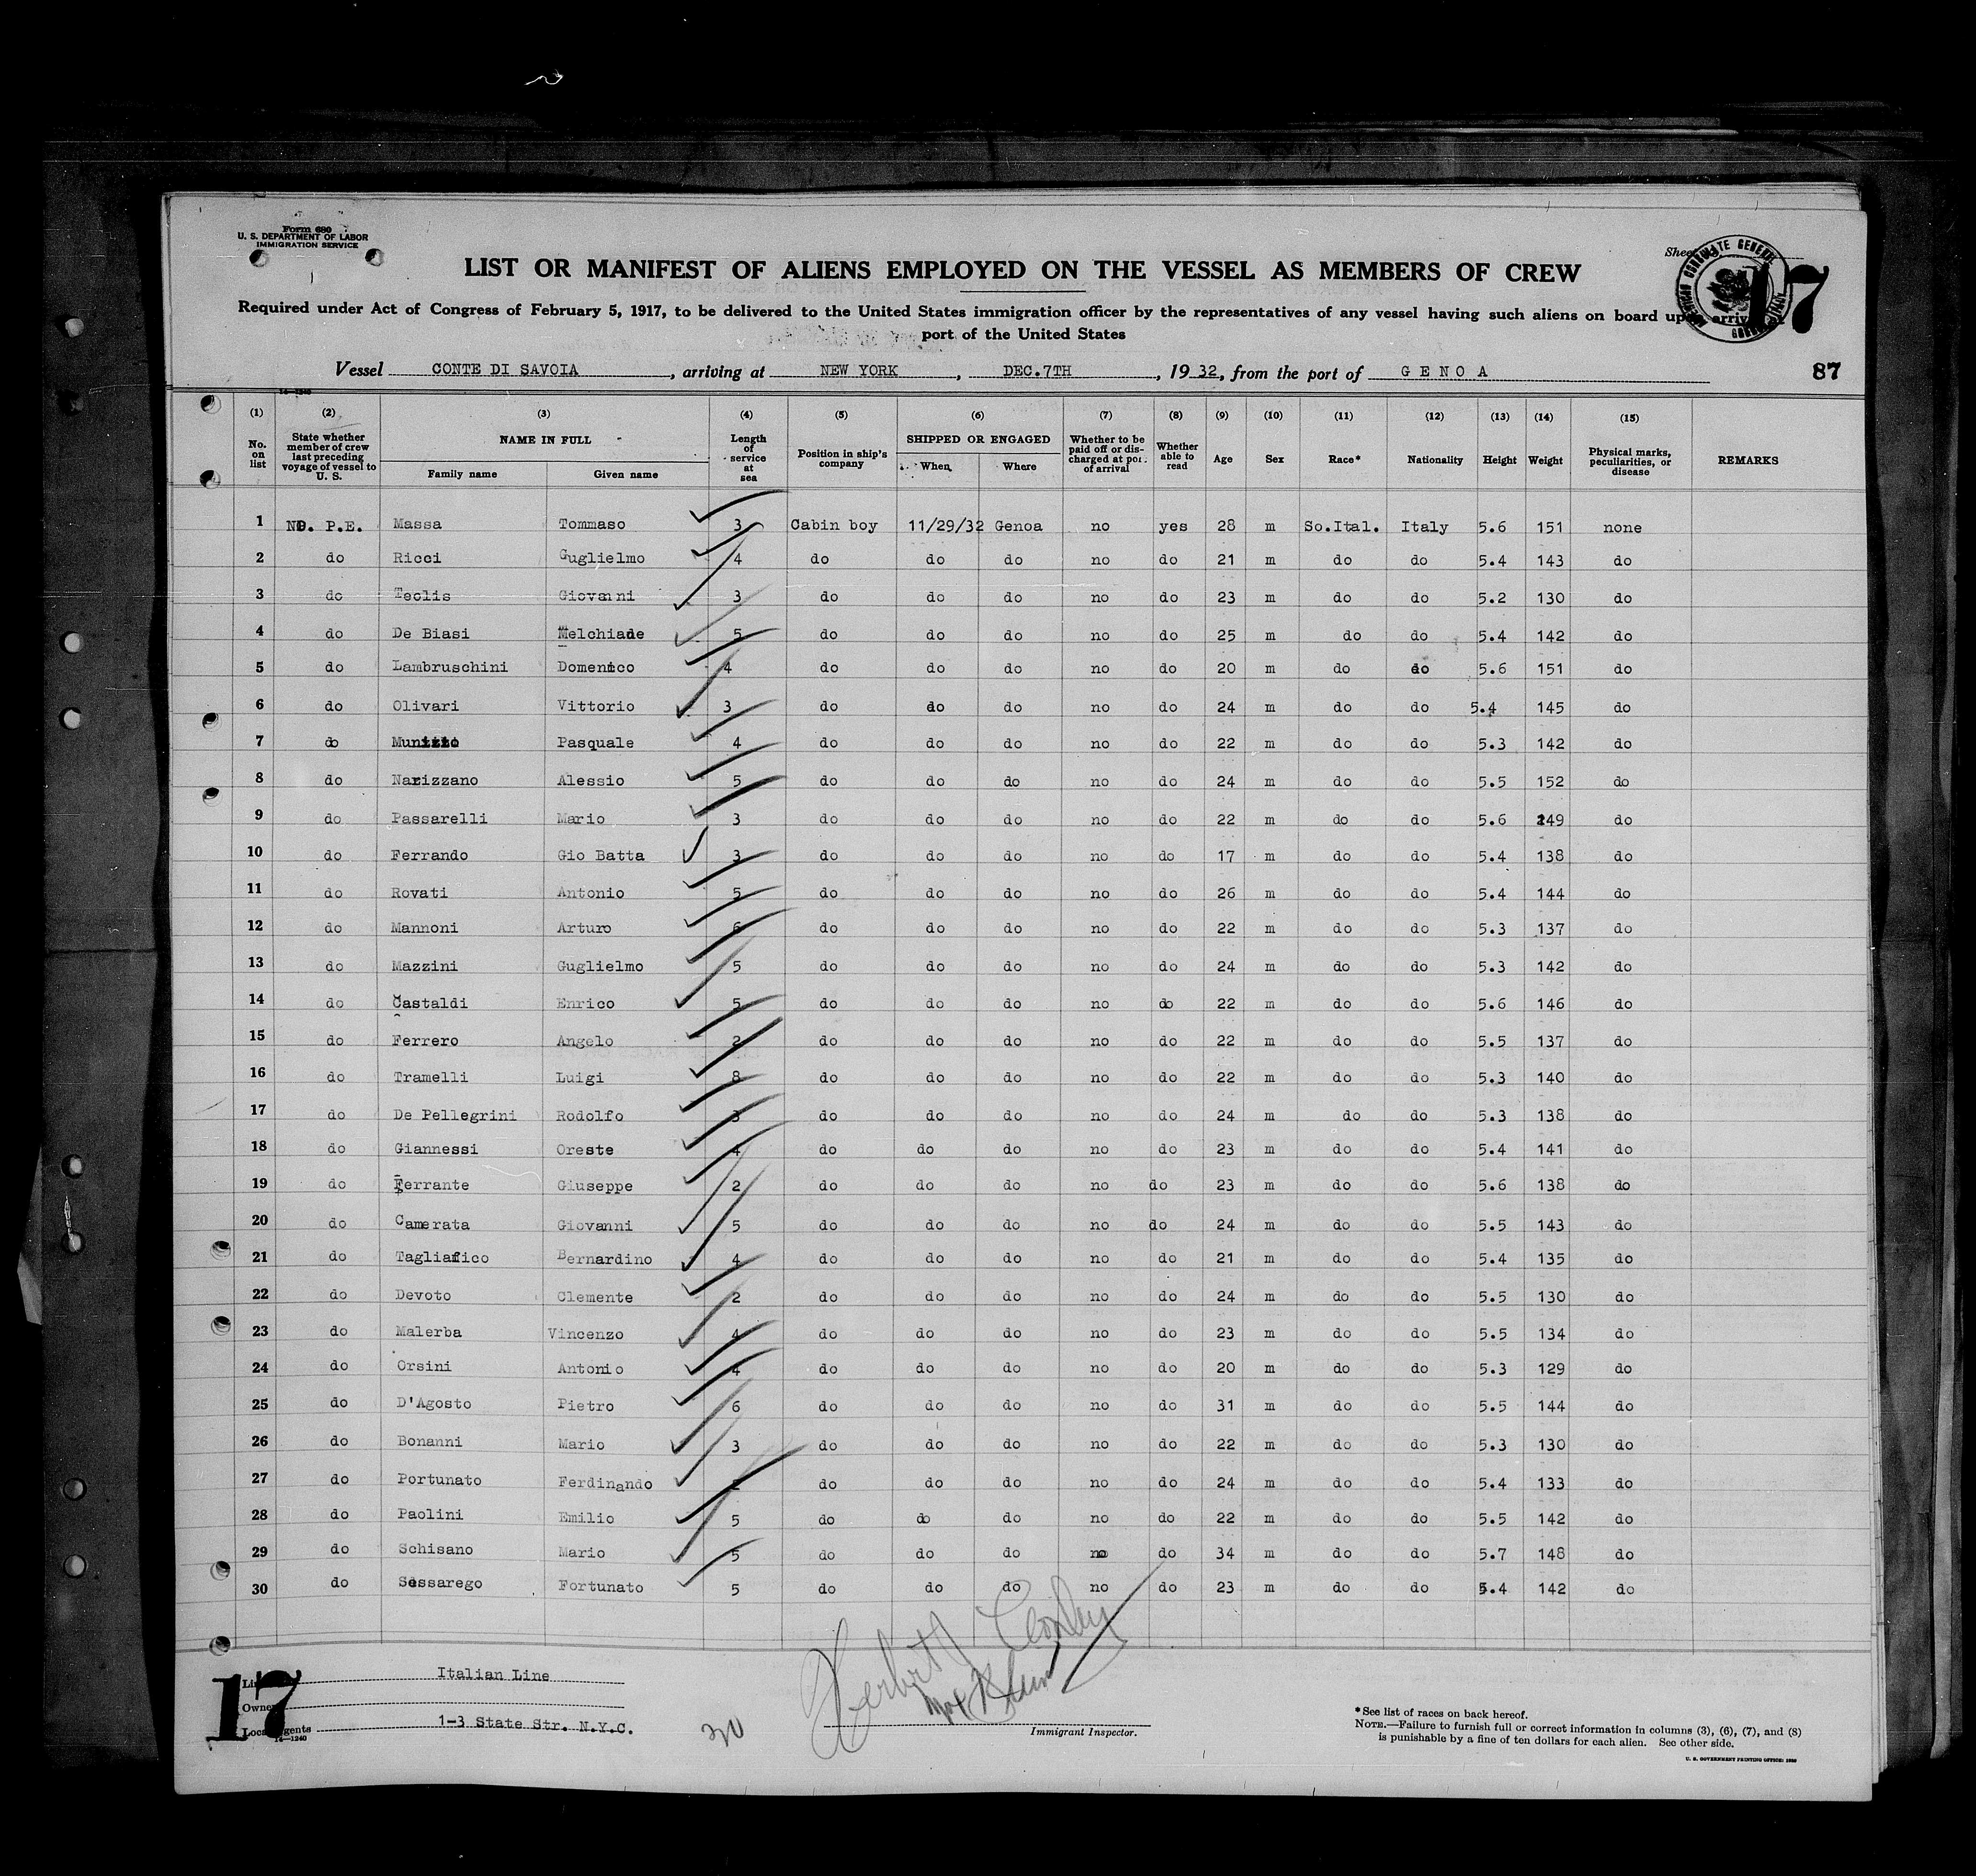 Form 680
U. S. DEPARTMENT OF LABOR
IMMIGRATION SERVICE
Sheet
17
LIST OR MANIFEST OF ALIENS EMPLOYED ON THE VESSEL AS MEMBERS OF CREW
Required under Act of Congress of February 5, 1917, to be delivered to the United States immigration officer by the representatives of any vessel having such aliens on board upon arrival
port of the United States
Vessel CONTE DI SAVOIA, arriving at NEW YORK, DEC.7TH, 1932, from the port of GENOA 87
14—1240
(1) (2) (3) (4) (5) (6) (7) (8) (9) (10) (11) (12) (13) (14) (15)
No. on list State whether member of crew last preceding voyage of vessel to U. S. NAME IN FULL Family name Given name Length of service at sea Position in ship's company SHIPPED OR ENGAGED When Where Whether to be paid off or discharged at port of arrival Whether able to read Age Sex Race* Nationality Height Weight Physical marks, peculiarities, or disease REMARKS
1 NO. P.E. Massa Tommaso 3 Cabin boy 11/29/32 Genoa no yes 28 m So.Ital. Italy 5.6 151 none
2 do Ricci Guglielmo 4 do do do no do 21 m do do 5.4 143 do
3 do Teclis Giovanni 3 do do do no do 23 m do do 5.2 130 do
4 do De Biasi Melchiade 5 do do do no do 25 m do do 5.4 142 do
5 do Lambruschini Domenico 4 do do do no do 20 m do do 5.6 151 do
6 do Olivari Vittorio 3 do do do no do 24 m do do 5.4 145 do
7 do Pasquale 4 do do do no do 22 m do do 5.3 142 do
8 do Narizzano Alessio 5 do do do no do 24 m do do 5.5 152 do
9 do Passarelli Mario 3 do do do no do 22 m do do 5.6 149 do
10 do Ferrando Gio Batta 3 do do do no do 17 m do do 5.4 138 do
11 do Rovati Antonio 5 do do do no do 26 m do do 5.4 144 do
12 do Mannoni Arturo 6 do do do no do 22 m do do 5.3 137 do
13 do Mazzini Guglielmo 5 do do do no do 24 m do do 5.3 142 do
14 do Castaldi Enrico 5 do do do no do 22 m do do 5.6 146 do
15 do Ferrero Angelo 2 do do do no do 22 m do do 5.5 137 do
16 do Tramelli Luigi 8 do do do no do 22 m do do 5.3 140 do
17 do De Pellegrini Rodolfo 3 do do do no do 24 m do do 5.3 138 do
18 do Giannessi Oreste 4 do do do no do 23 m do do 5.4 141 do
19 do Ferrante Giuseppe 2 do do do no do 23 m do do 5.6 138 do
20 do Camerata Giovanni 5 do do do no do 24 m do do 5.5 143 do
21 do Tagliafico Bernardino 4 do do do no do 21 m do do 5.4 135 do
22 do Devoto Clemente 2 do do do no do 24 m do do 5.5 130 do
23 do Malerba Vincenzo 4 do do do no do 23 m do do 5.5 134 do
24 do Orsini Antonio 4 do do do no do 20 m do do 5.3 129 do
25 do D'Agosto Pietro 6 do do do no do 31 m do do 5.5 144 do
26 do Bonanni Mario 3 do do do no do 22 m do do 5.3 130 do
27 do Portunato Ferdinando do do do no do 24 m do do 5.4 133 do
28 do Paolini Emilio 5 do do do no do 22 m do do 5.5 142 do
29 do Schisano Mario 5 do do do no do 34 m do do 5.7 148 do
30 do Sessarego Fortunato 5 do do do no do 23 m do do 5.4 142 do
17
Italian Line
Owner
Local Agents 1-3 State Str. N.Y.C.
14—1240
30
Immigrant Inspector.
*See list of races on back hereof.
NOTE.—Failure to furnish full or correct information in columns (3), (6), (7), and (8)
is punishable by a fine of ten dollars for each alien. See other side.
U. S. GOVERNMENT PRINTING OFFICE: 1930